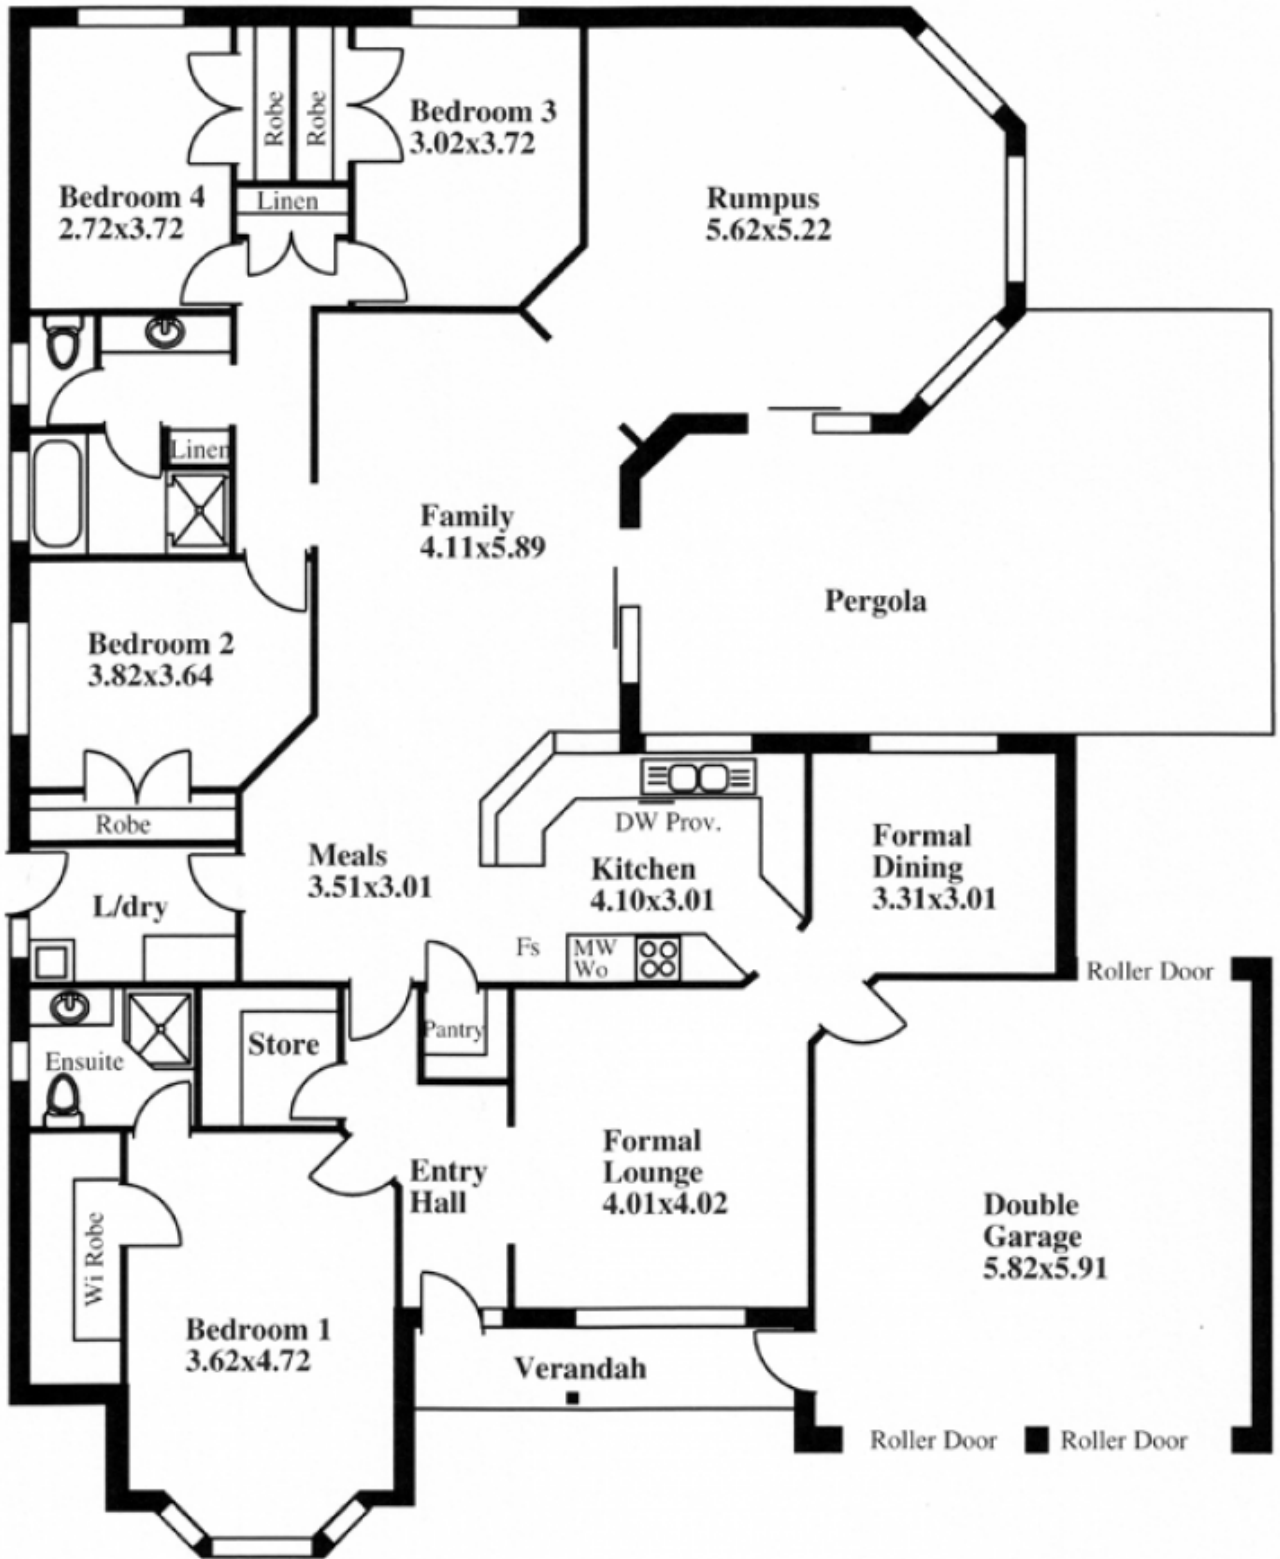 Robe
Robe
Bedroom 3
3.02x3.72
Bedroom 4
2.72x3.72
Linen
Rumpus
5.62x5.22
Linen
Family
4.11x5.89
Pergola
Bedroom 2
3.82x3.64
Robe
DW Prov.
Meals
3.51x3.01
Kitchen
4.10x3.01
Formal
Dining
3.31x3.01
L/dry
Fs
MW
Wo
Roller Door
Ensuite
Store
Pantry
Entry
Hall
Formal
Lounge
4.01x4.02
Double
Garage
5.82x5.91
Wi Robe
Bedroom 1
3.62x4.72
Verandah
Roller Door
Roller Door